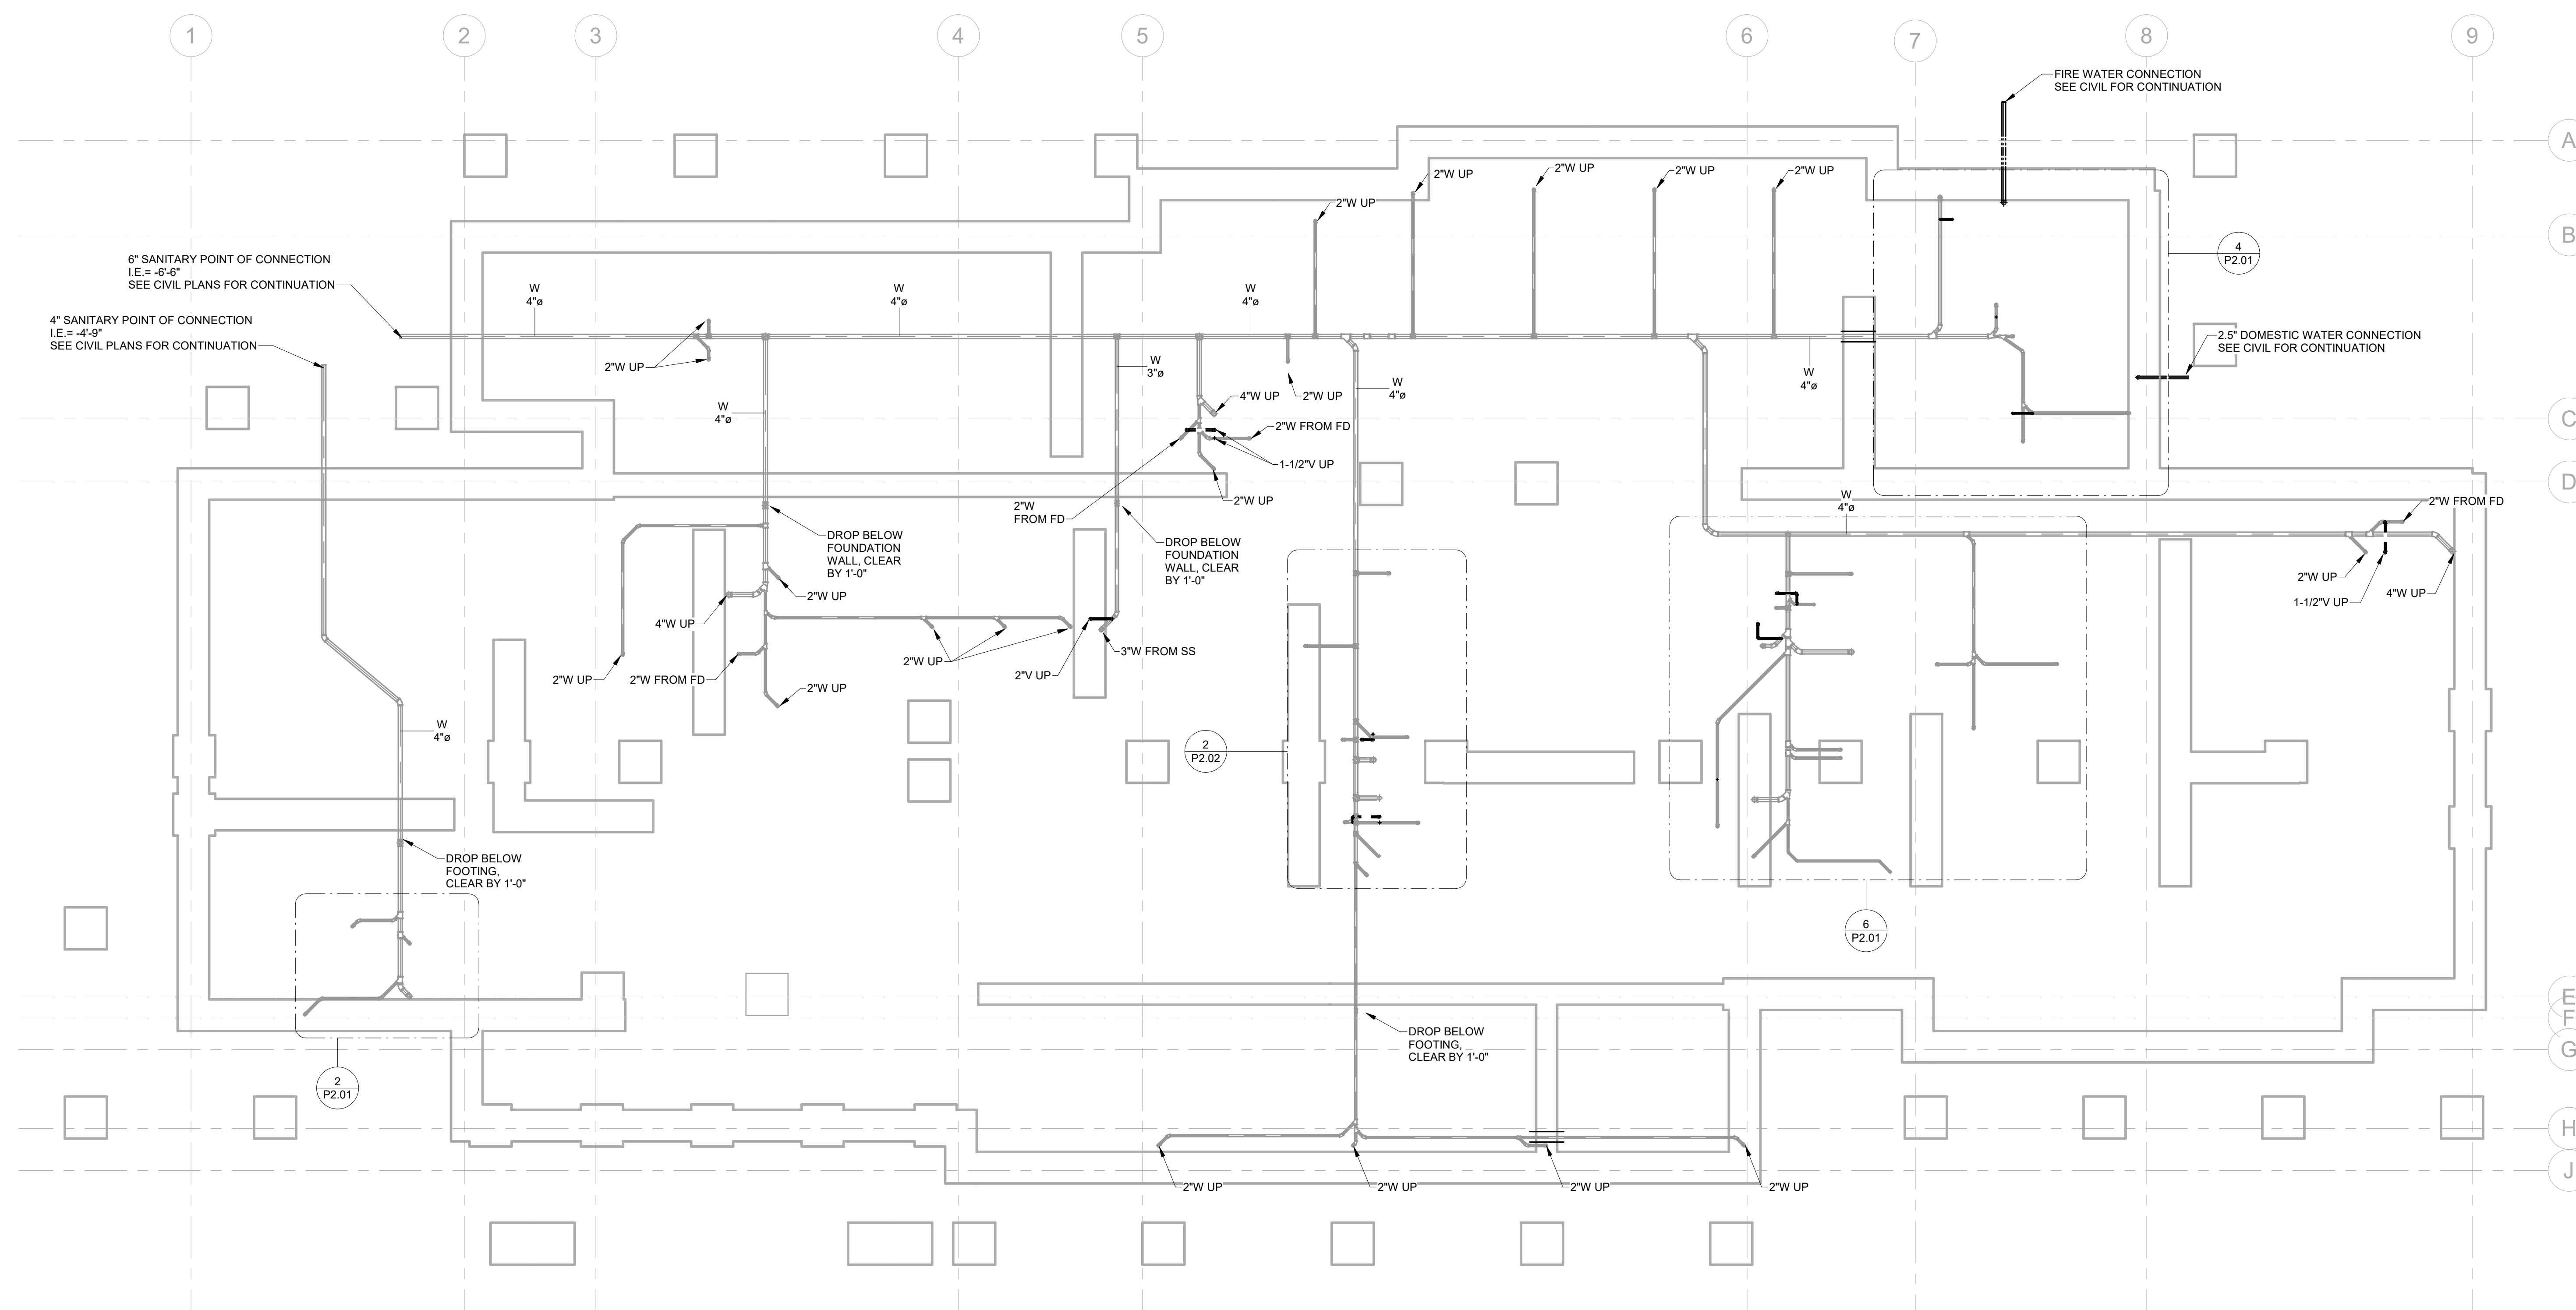 1
2
3
4
5
6
7
8
9
FIRE WATER CONNECTION
SEE CIVIL FOR CONTINUATION
A
2"W UP
2"W UP
2"W UP
2"W UP
2"W UP
B
4
P2.01
6" SANITARY POINT OF CONNECTION
I.E.= -6'-6"
SEE CIVIL PLANS FOR CONTINUATION
W
4"ø
W
4"ø
W
4"ø
4" SANITARY POINT OF CONNECTION
I.E.= -4'-9"
SEE CIVIL PLANS FOR CONTINUATION
2.5" DOMESTIC WATER CONNECTION
SEE CIVIL FOR CONTINUATION
2"W UP
W
3"ø
W
4"ø
W
4"ø
4"W UP
2"W UP
W
4"ø
C
2"W FROM FD
1-1/2"V UP
2"W UP
D
2"W
FROM FD
W
4"ø
2"W FROM FD
DROP BELOW
FOUNDATION
WALL, CLEAR
BY 1'-0"
DROP BELOW
FOUNDATION
WALL, CLEAR
BY 1'-0"
2"W UP
2"W UP
1-1/2"V UP
4"W UP
4"W UP
3"W FROM SS
2"W UP
2"V UP
2"W UP
2"W FROM FD
2"W UP
W
4"ø
2
P2.02
DROP BELOW
FOOTING,
CLEAR BY 1'-0"
6
P2.01
E
F
DROP BELOW
FOOTING,
CLEAR BY 1'-0"
G
2
P2.01
H
J
2"W UP
2"W UP
2"W UP
2"W UP